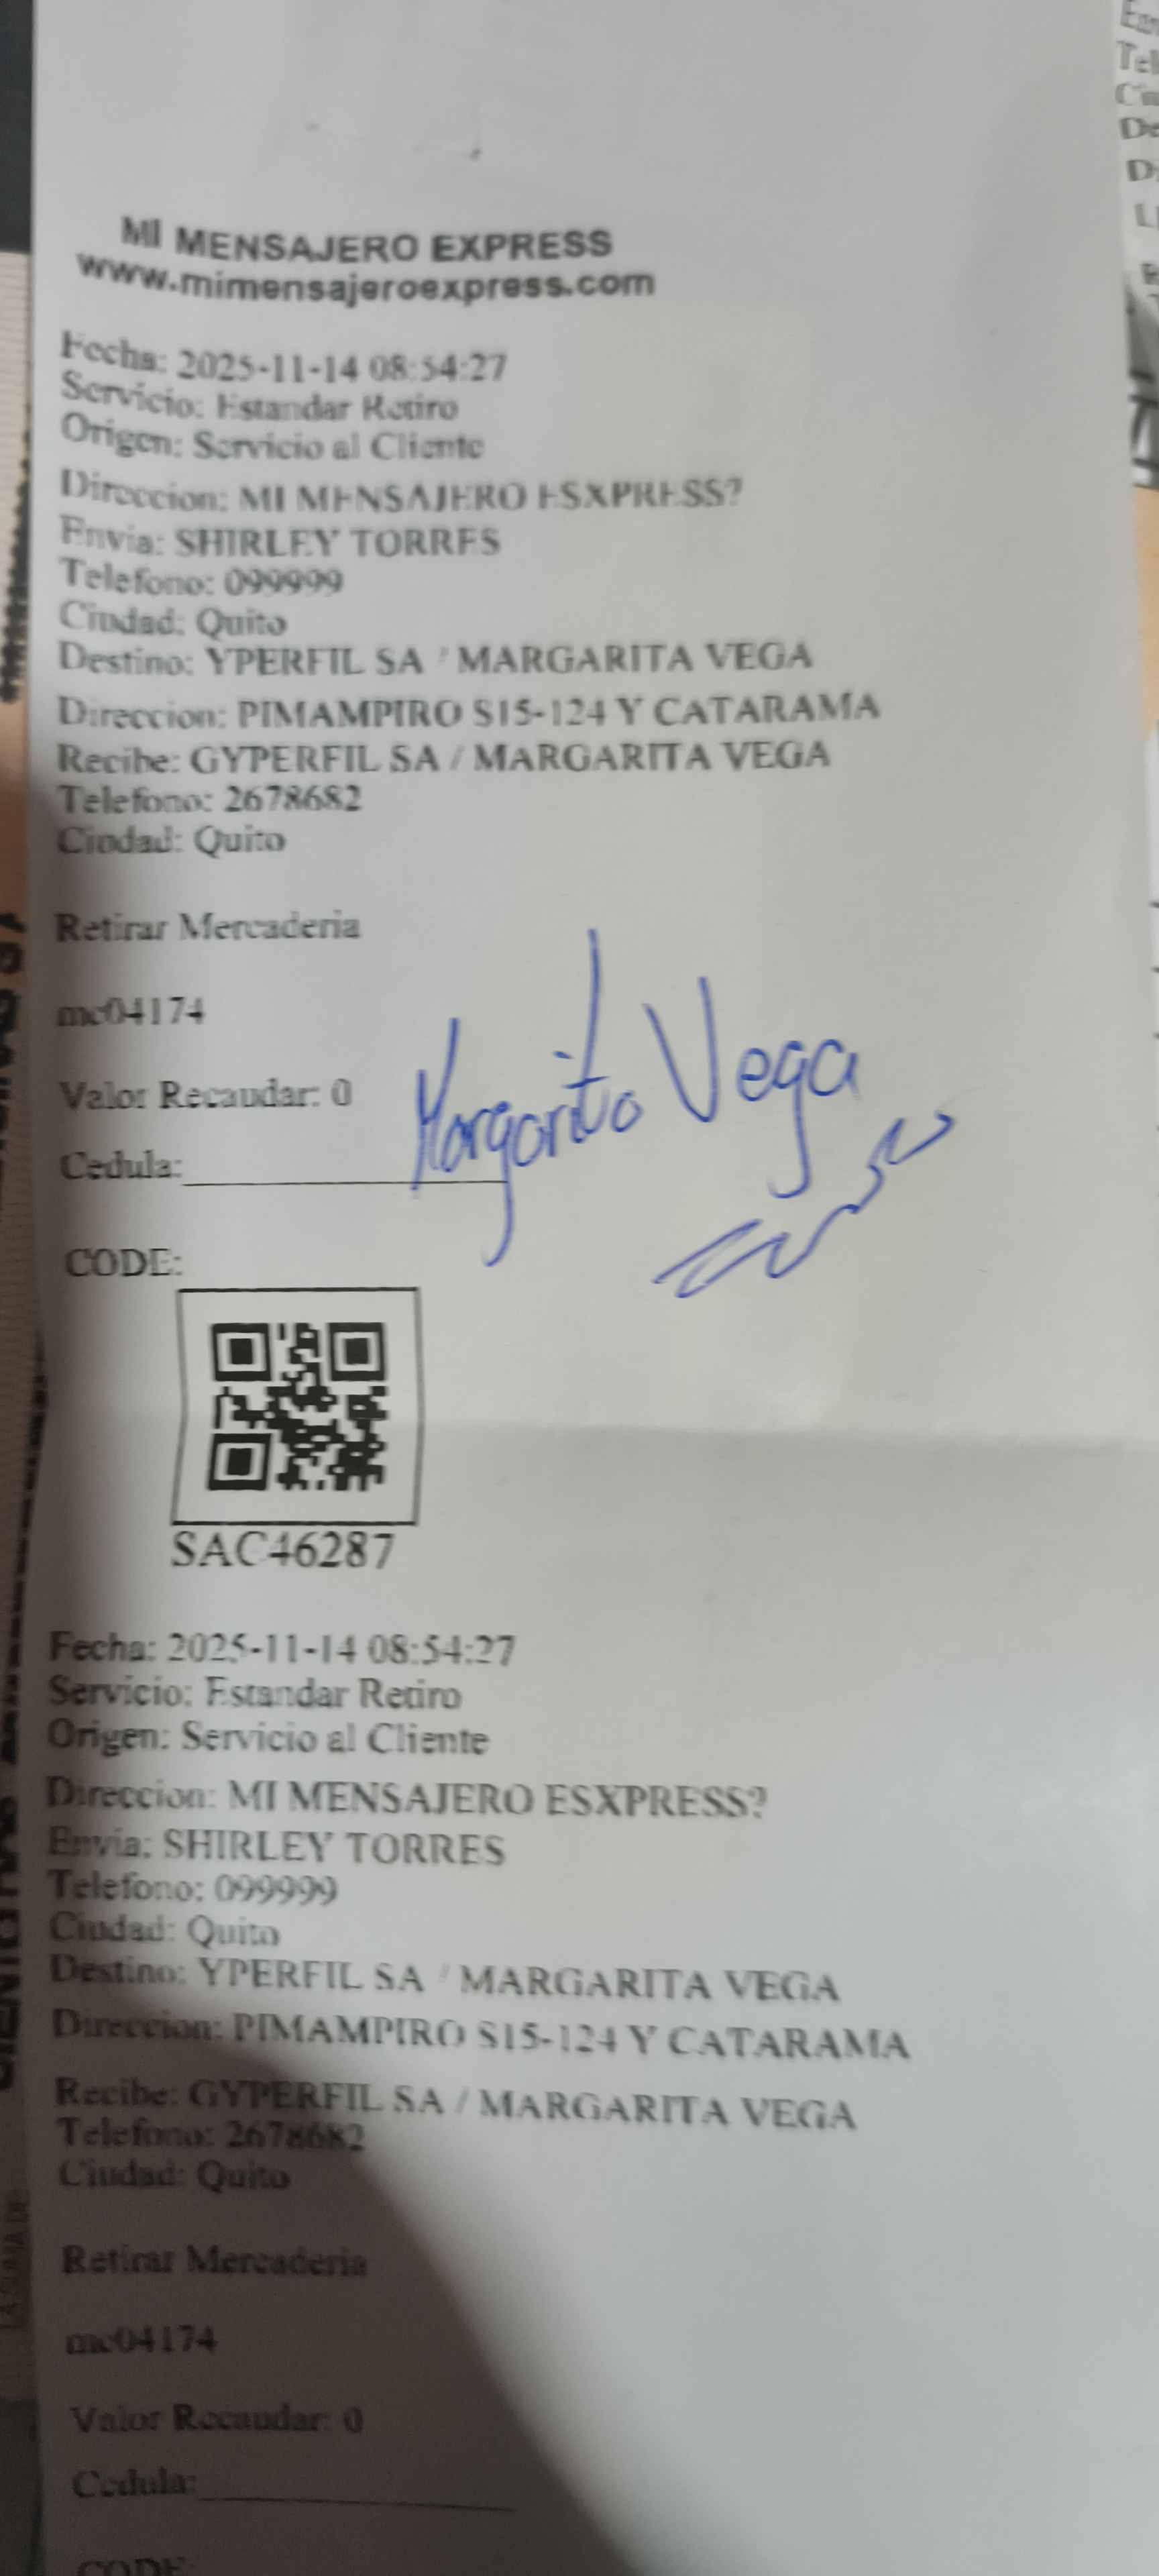 MI MENSAJERO EXPRESS
www.mimensajeroexpress.com
Fecha: 2025-11-14 08:54:27
Servicio: Estandar Retiro
Origen: Servicio al Cliente
Direccion: MI MENSAJERO ESXPRESS?
Envia: SHIRLEY TORRES
Telefono: 099999
Ciudad: Quito
Destino: YPERFIL SA / MARGARITA VEGA
Direccion: PIMAMPIRO S15-124 Y CATARAMA
Recibe: GYPERFIL SA / MARGARITA VEGA
Telefono: 2678682
Ciudad: Quito
Retirar Mercaderia
mc04174
Valor Recaudar: 0
Margarita Vega
Cedula:
CODE:
SAC46287
Fecha: 2025-11-14 08:54:27
Servicio: Estandar Retiro
Origen: Servicio al Cliente
Direccion: MI MENSAJERO ESXPRESS?
Envia: SHIRLEY TORRES
Telefono: 099999
Ciudad: Quito
Destino: YPERFIL SA / MARGARITA VEGA
Direccion: PIMAMPIRO S15-124 Y CATARAMA
Recibe: GYPERFIL SA / MARGARITA VEGA
Telefono: 2678682
Ciudad: Quito
Retirar Mercaderia
mc04174
Valor Recaudar: 0
Cedula:
CODE: